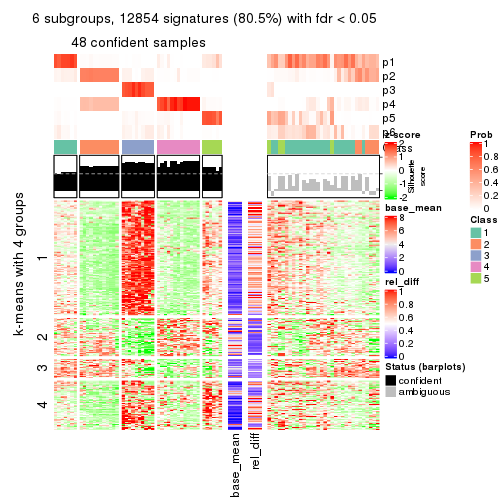 6 subgroups, 12854 signatures (80.5%) with fdr < 0.05
48 confident samples
p1
p2
p3
p4
p5
p6
Class
z-score
2
1
0
-1
-2
Silhouette
score
Prob
1
0.8
0.6
0.4
0.2
0
base_mean
8
6
4
2
0
Class
1
2
3
4
5
rel_diff
1
0.8
0.6
0.4
0.2
0
Status (barplots)
confident
ambiguous
k-means with 4 groups
1
2
3
4
base_mean
rel_diff